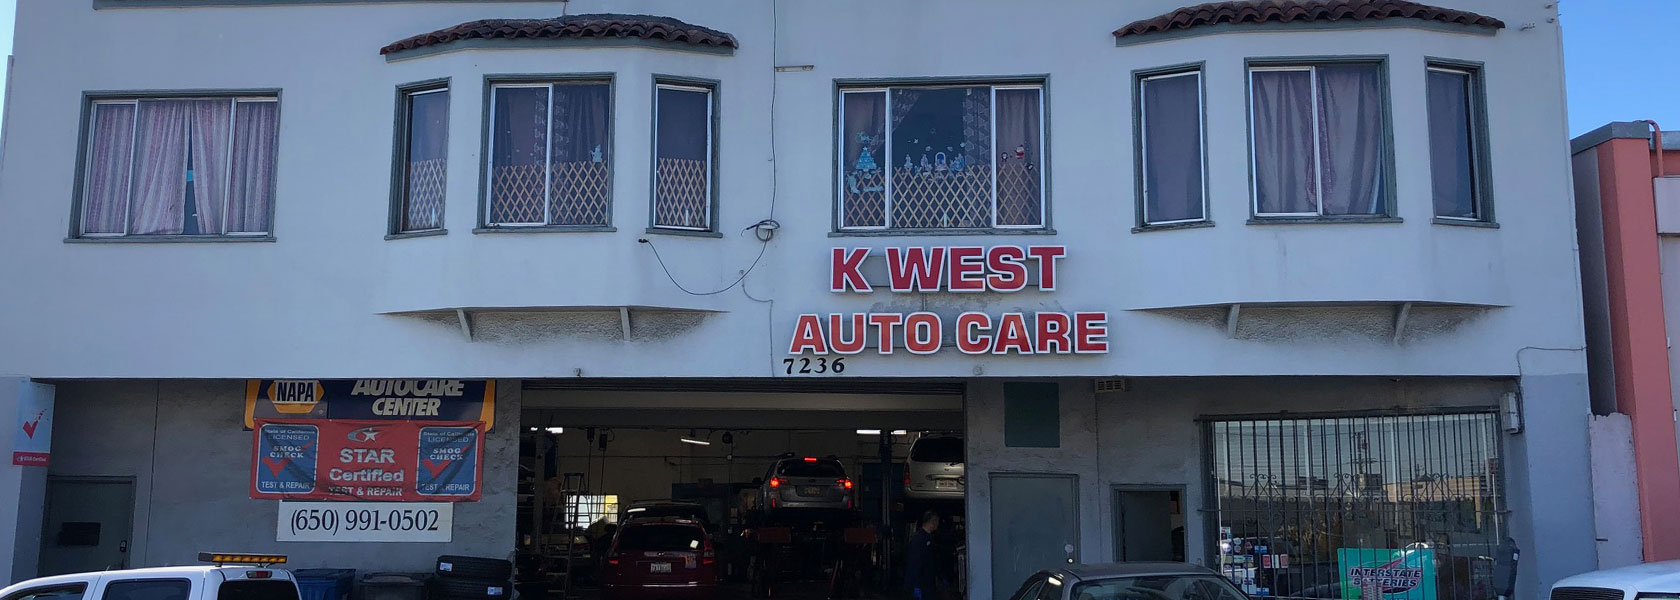 K WEST
AUTO CARE
7236
NAPA
AUTOCARE
CENTER
State of California
LICENSED
SMOG
CHECK
TEST & REPAIR
STAR
Certified
TEST & REPAIR
State of California
LICENSED
SMOG
CHECK
TEST & REPAIR
(650) 991-0502
INTERSTATE
BATTERIES